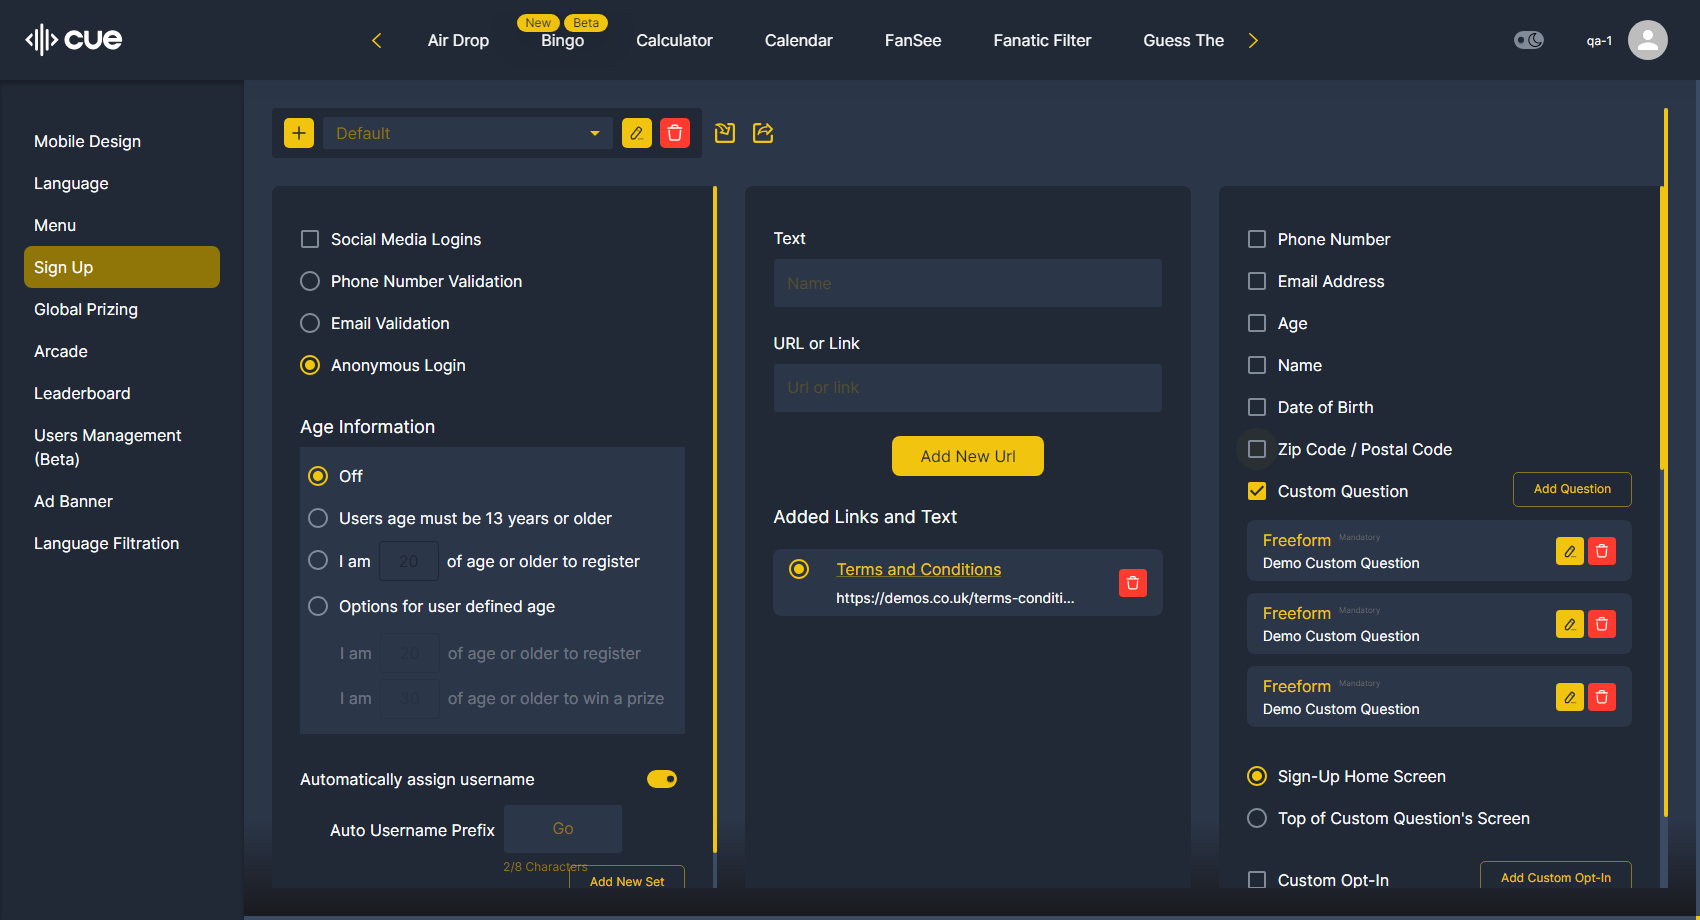 cue
Air Drop
New
Beta
Bingo
Calculator
Calendar
FanSee
Fanatic Filter
Guess The
qa-1
Mobile Design
Language
Menu
Sign Up
Global Prizing
Arcade
Leaderboard
Users Management
(Beta)
Ad Banner
Language Filtration
Default
Social Media Logins
Phone Number Validation
Email Validation
Anonymous Login
Age Information
Off
Users age must be 13 years or older
I am 20 of age or older to register
Options for user defined age
I am 20 of age or older to register
I am 30 of age or older to win a prize
Automatically assign username
Auto Username Prefix Go
2/8 Characters
Add New Set
Text
Name
URL or Link
Url or link
Add New Url
Added Links and Text
Terms and Conditions
https://demos.co.uk/terms-conditi...
Phone Number
Email Address
Age
Name
Date of Birth
Zip Code / Postal Code
Custom Question
Add Question
Freeform Mandatory
Demo Custom Question
Freeform Mandatory
Demo Custom Question
Freeform Mandatory
Demo Custom Question
Sign-Up Home Screen
Top of Custom Question's Screen
Custom Opt-In
Add Custom Opt-In